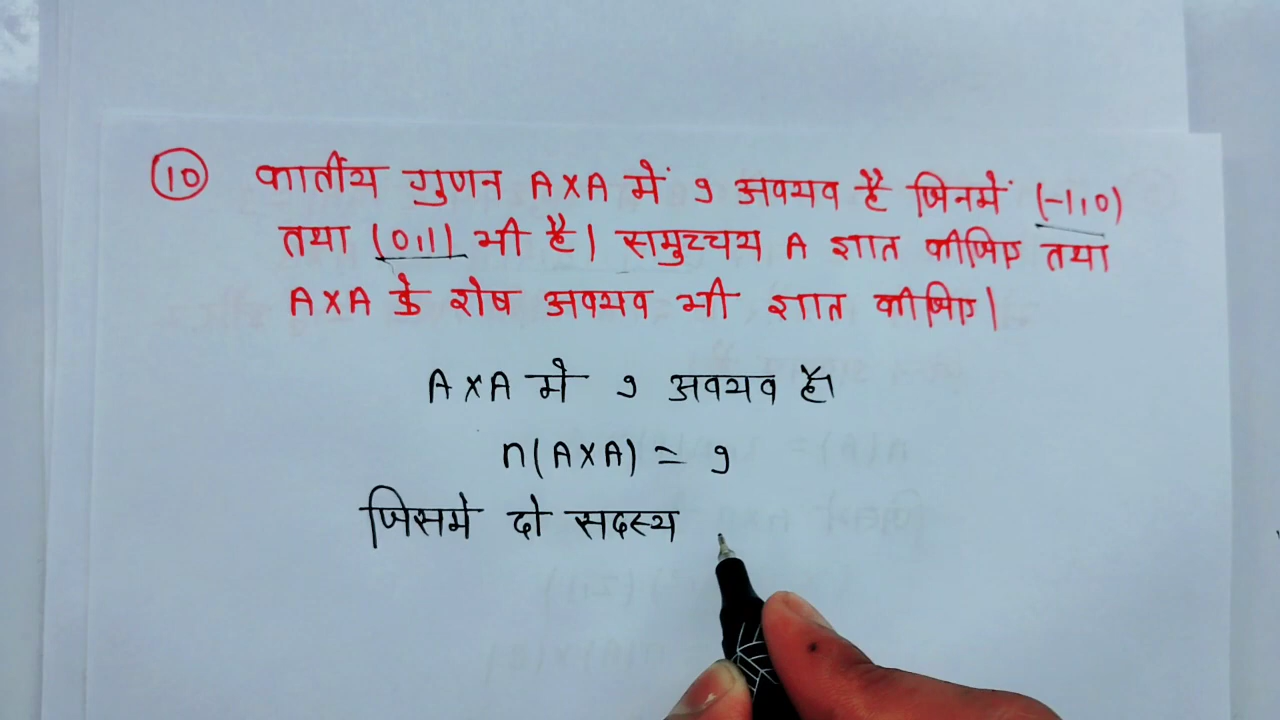 (10) कार्तीय गुणन A×A में 9 अवयव है जिनमें (-1,0)
तथा (0,1) भी है। समुच्चय A ज्ञात कीजिए तथा
A×A के शेष अवयव भी ज्ञात कीजिए।
A×A में 9 अवयव है।
n(A×A) = 9
जिसमे दो सदस्य